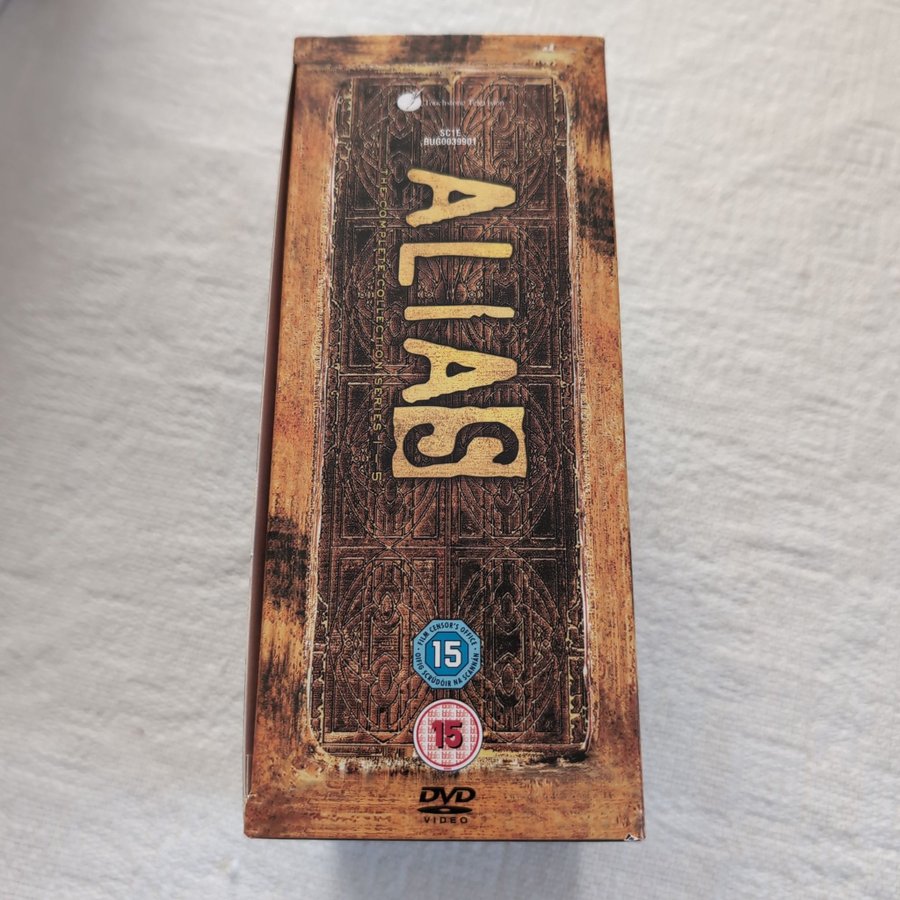 Touchstone Television
SC1E
BUG0039901
ALIAS
THE COMPLETE COLLECTION SERIES 1 - 5
FILM CENSOR'S OFFICE
15
OIFIG SCRÚDÓIR NA SCANNÁN
15
DVD
VIDEO